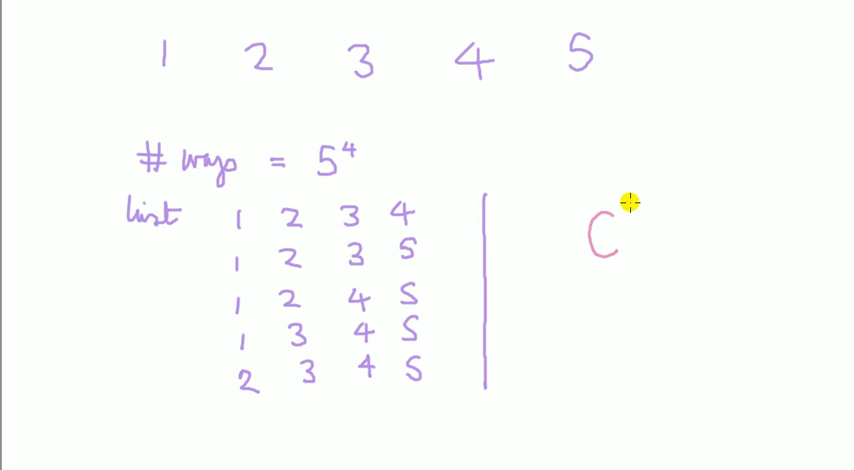 1 2 3 4 5
# ways = 5⁴
list 1 2 3 4
1 2 3 5
1 2 4 5
1 3 4 5
2 3 4 5
C